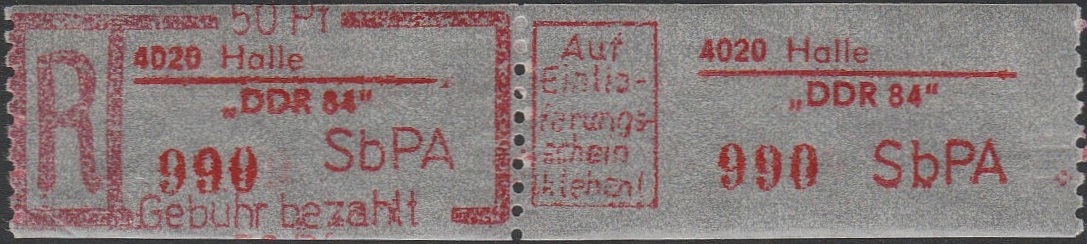 50 Pf
R
4020 Halle
„DDR 84“
SbPA
990
Gebühr bezahlt
Auf
Einlie-
ferungs-
schein
kleben!
4020 Halle
„DDR 84“
990 SbPA